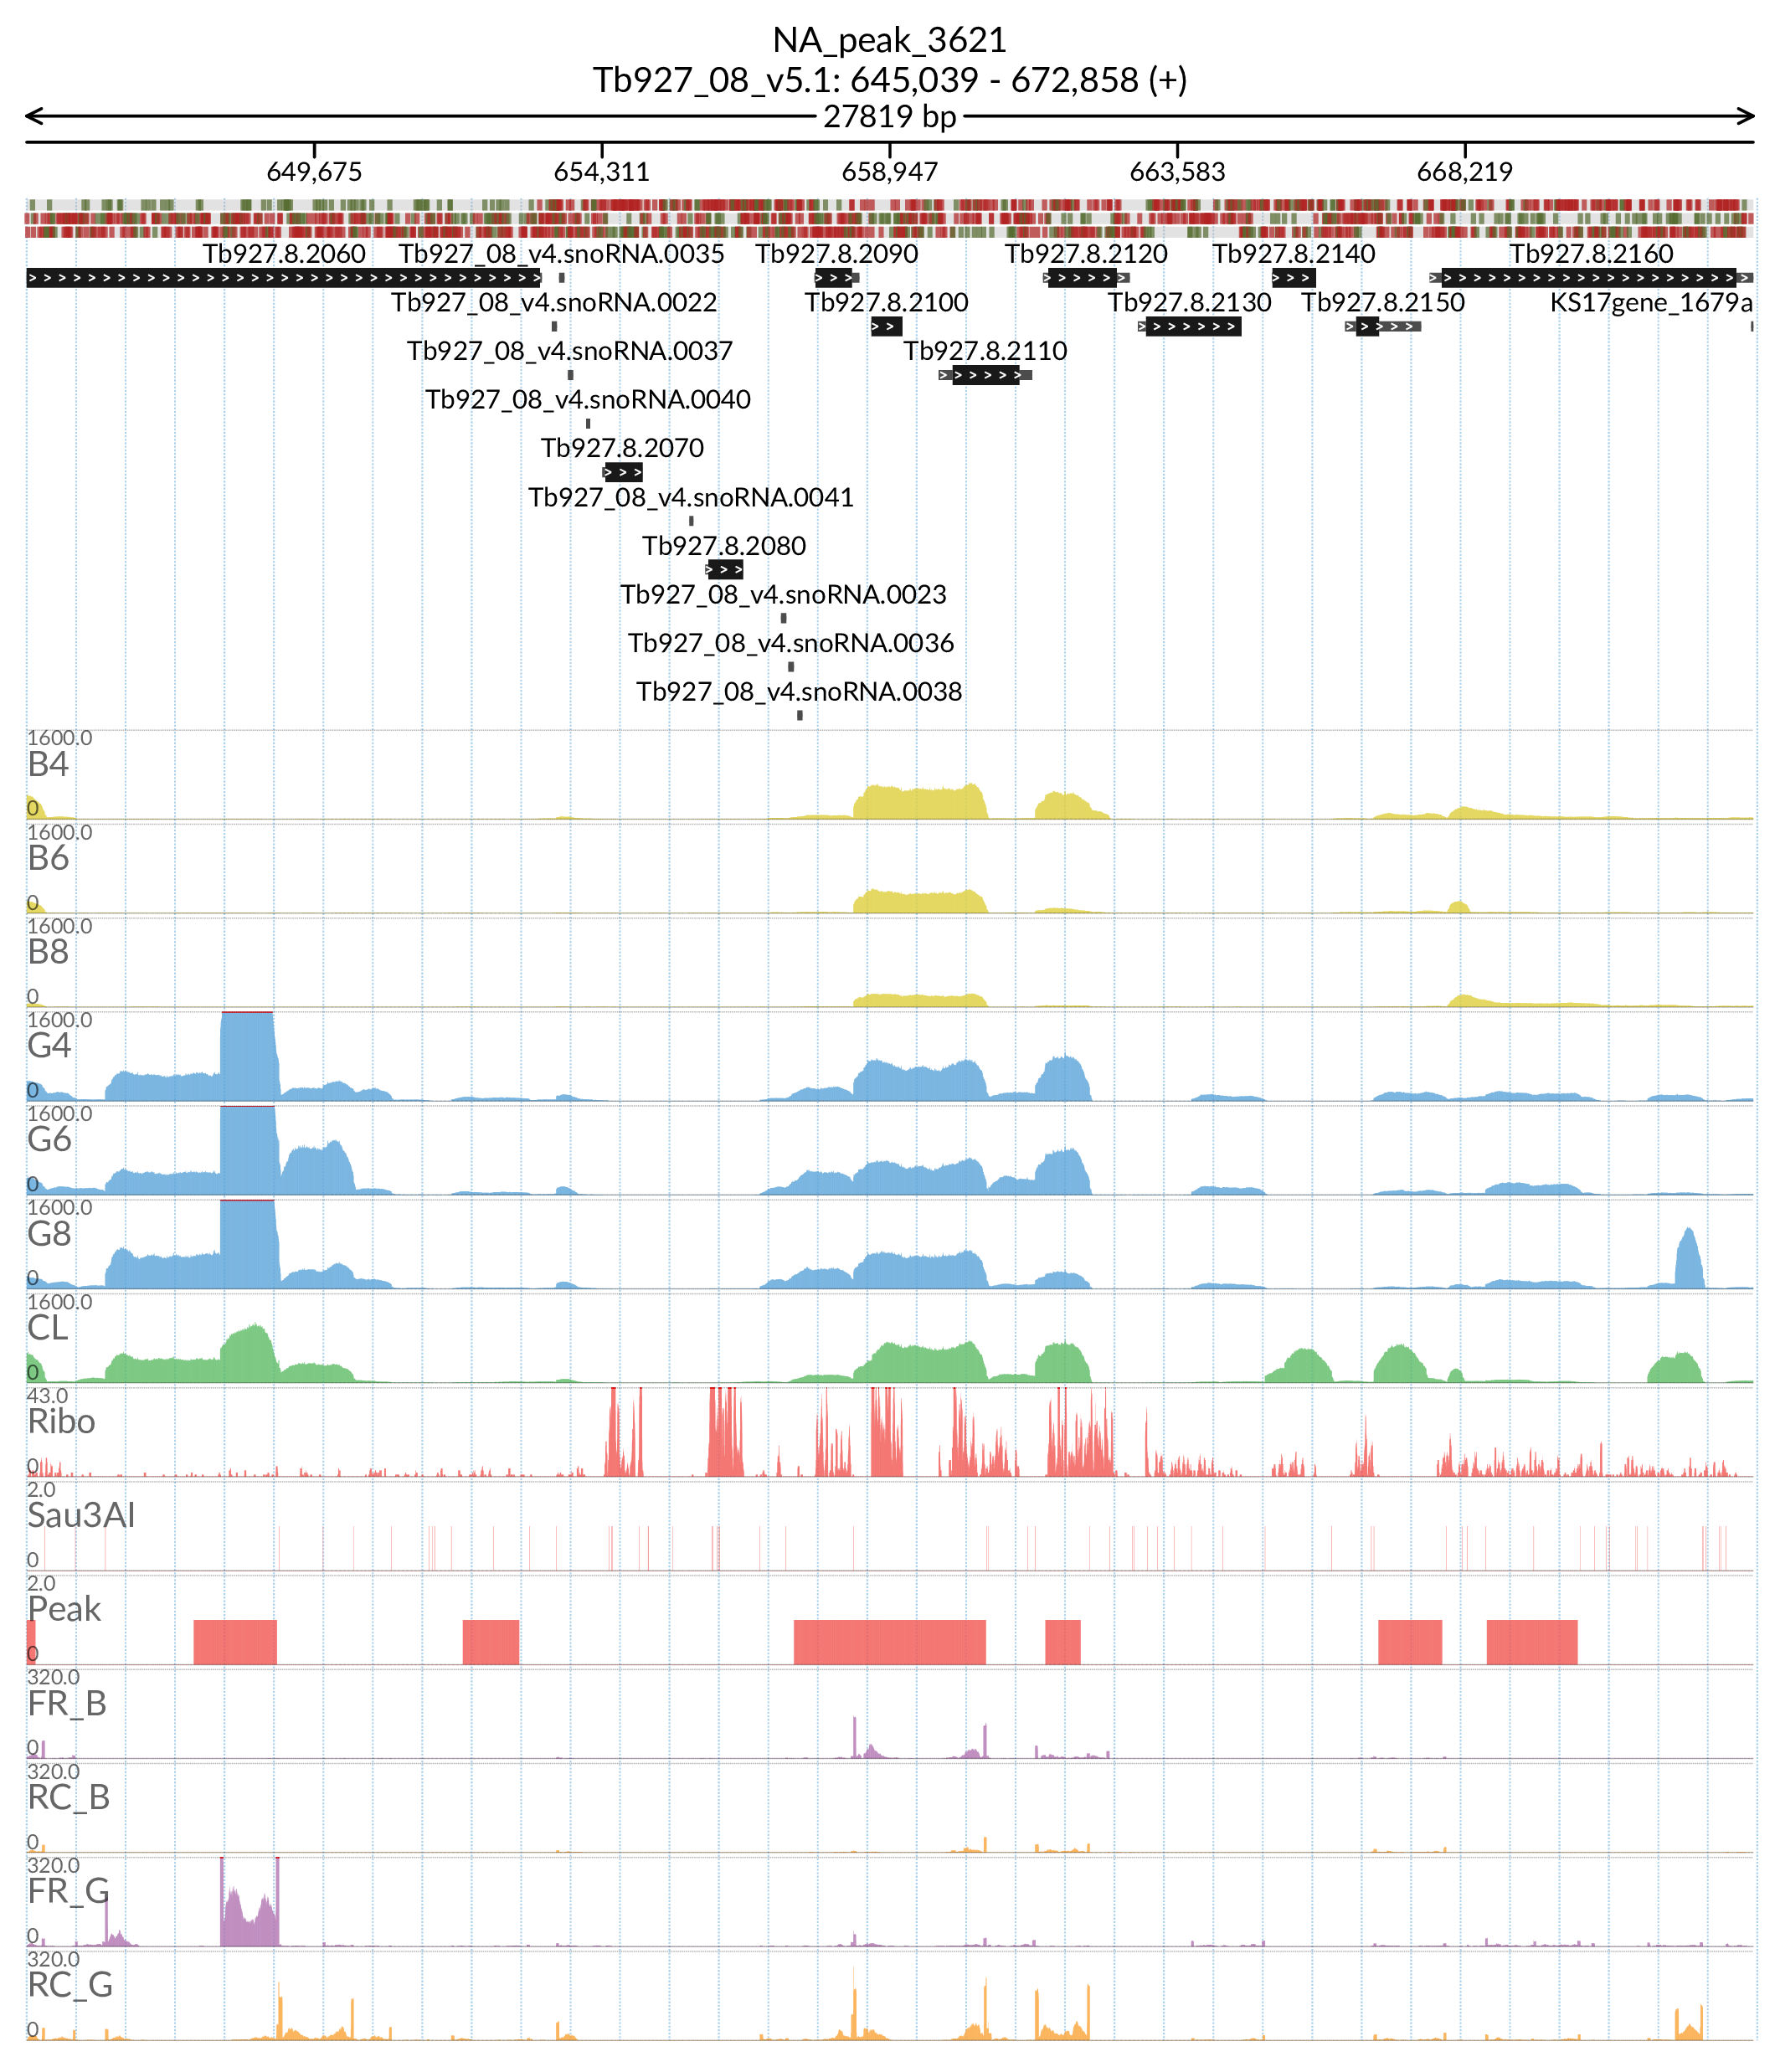 NA_peak_3621
Tb927_08_v5.1: 645,039 - 672,858 (+)
27819 bp
649,675 654,311 658,947 663,583 668,219
Tb927.8.2060 Tb927_08_v4.snoRNA.0035 Tb927.8.2090 Tb927.8.2120 Tb927.8.2140 Tb927.8.2160
Tb927_08_v4.snoRNA.0022 Tb927.8.2100 Tb927.8.2130 Tb927.8.2150 KS17gene_1679a
Tb927_08_v4.snoRNA.0037 Tb927.8.2110
Tb927_08_v4.snoRNA.0040
Tb927.8.2070
Tb927_08_v4.snoRNA.0041
Tb927.8.2080
Tb927_08_v4.snoRNA.0023
Tb927_08_v4.snoRNA.0036
Tb927_08_v4.snoRNA.0038
1600.0
B4
0
1600.0
B6
0
1600.0
B8
0
1600.0
G4
0
1600.0
G6
0
1600.0
G8
0
1600.0
CL
0
43.0
Ribo
0
2.0
Sau3AI
0
2.0
Peak
0
320.0
FR_B
0
320.0
RC_B
0
320.0
FR_G
0
320.0
RC_G
0